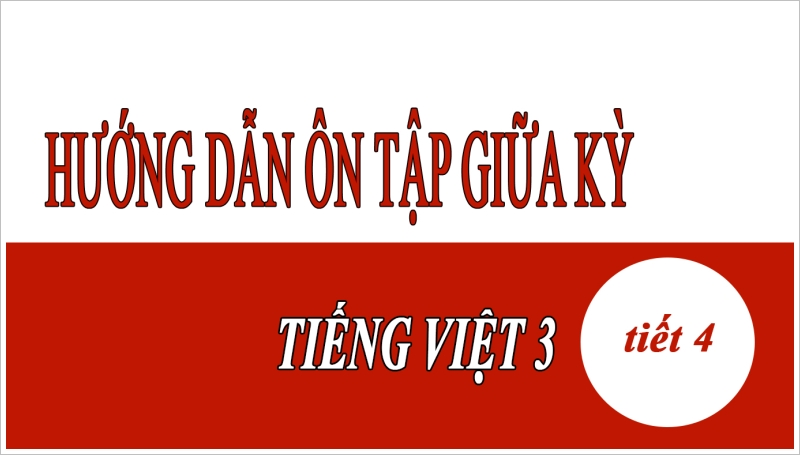 HƯỚNG DẪN ÔN TẬP GIỮA KỲ
TIẾNG VIỆT 3
tiết 4